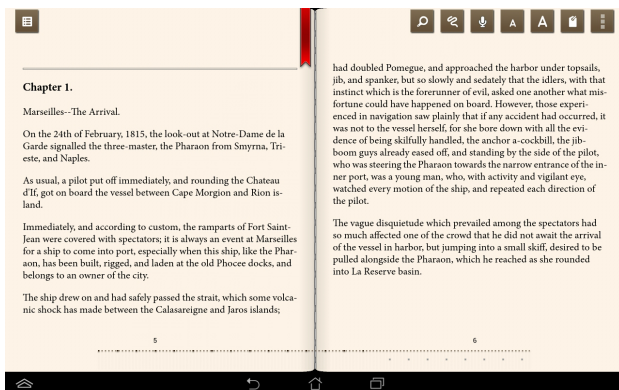 A
A
Chapter 1.
Marseilles--The Arrival.
On the 24th of February, 1815, the look-out at Notre-Dame de la
Garde signalled the three-master, the Pharaon from Smyrna, Tri-
este, and Naples.
As usual, a pilot put off immediately, and rounding the Chateau
d'If, got on board the vessel between Cape Morgion and Rion is-
land.
Immediately, and according to custom, the ramparts of Fort Saint-
Jean were covered with spectators; it is always an event at Marseilles
for a ship to come into port, especially when this ship, like the Phar-
aon, has been built, rigged, and laden at the old Phocee docks, and
belongs to an owner of the city.
The ship drew on and had safely passed the strait, which some volca-
nic shock has made between the Calasareigne and Jaros islands;
5
had doubled Pomegue, and approached the harbor under topsails,
jib, and spanker, but so slowly and sedately that the idlers, with that
instinct which is the forerunner of evil, asked one another what mis-
fortune could have happened on board. However, those experi-
enced in navigation saw plainly that if any accident had occurred, it
was not to the vessel herself, for she bore down with all the evi-
dence of being skilfully handled, the anchor a-cockbill, the jib-
boom guys already eased off, and standing by the side of the pilot,
who was steering the Pharaon towards the narrow entrance of the in-
ner port, was a young man, who, with activity and vigilant eye,
watched every motion of the ship, and repeated each direction of
the pilot.
The vague disquietude which prevailed among the spectators had
so much affected one of the crowd that he did not await the arrival
of the vessel in harbor, but jumping into a small skiff, desired to be
pulled alongside the Pharaon, which he reached as she rounded
into La Reserve basin.
6